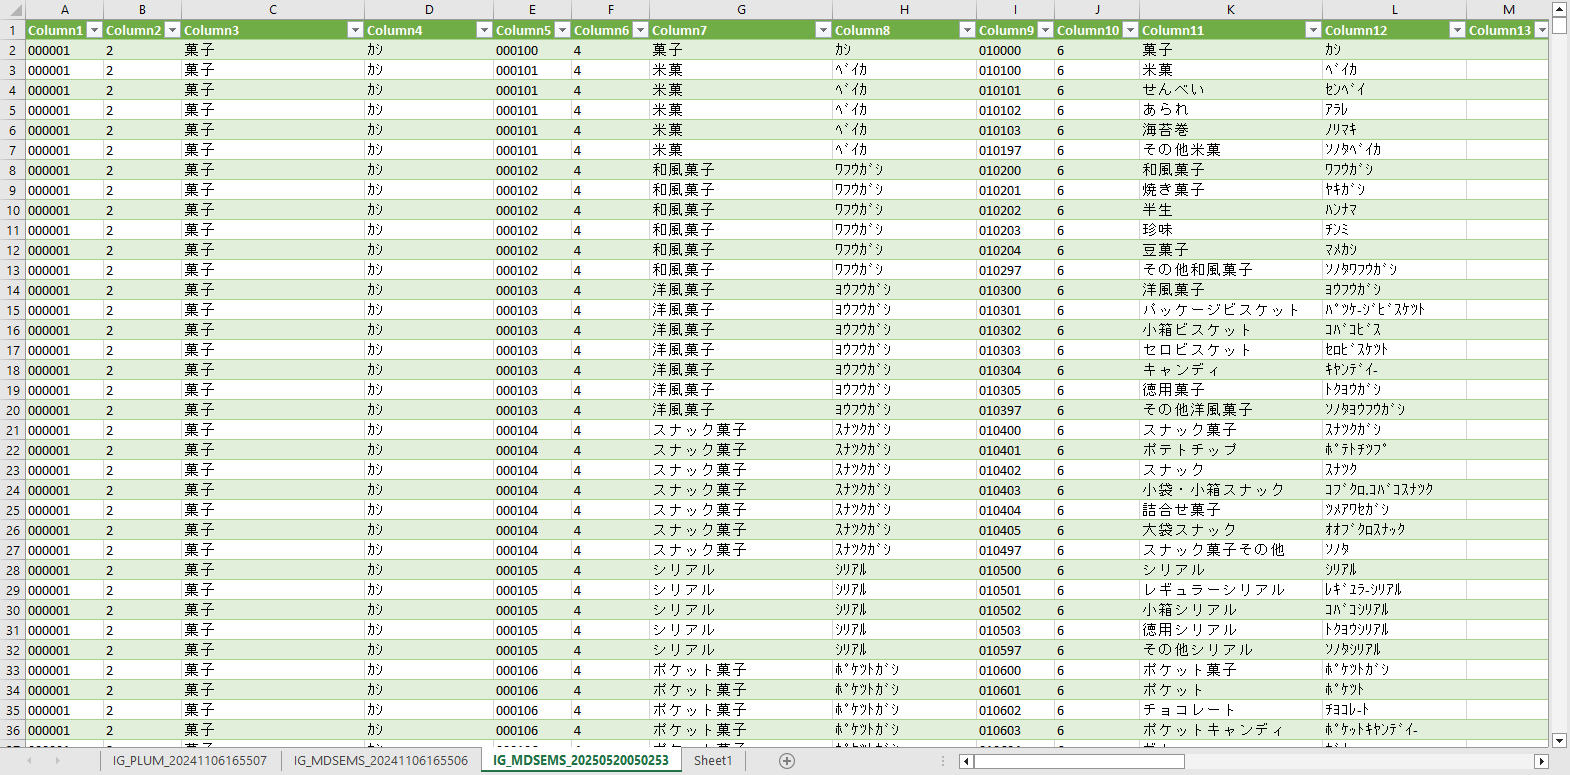 A B C D E F G H I J K L M
1 Column1 Column2 Column3 Column4 Column5 Column6 Column7 Column8 Column9 Column10 Column11 Column12 Column13
2 000001 2 菓子 ｶｼ 000100 4 菓子 ｶｼ 010000 6 菓子 ｶｼ
3 000001 2 菓子 ｶｼ 000101 4 米菓 ﾍﾞｲｶ 010100 6 米菓 ﾍﾞｲｶ
4 000001 2 菓子 ｶｼ 000101 4 米菓 ﾍﾞｲｶ 010101 6 せんべい ｾﾝﾍﾞｲ
5 000001 2 菓子 ｶｼ 000101 4 米菓 ﾍﾞｲｶ 010102 6 あられ ｱﾗﾚ
6 000001 2 菓子 ｶｼ 000101 4 米菓 ﾍﾞｲｶ 010103 6 海苔巻 ﾉﾘﾏｷ
7 000001 2 菓子 ｶｼ 000101 4 米菓 ﾍﾞｲｶ 010197 6 その他米菓 ｿﾉﾀﾍﾞｲｶ
8 000001 2 菓子 ｶｼ 000102 4 和風菓子 ﾜﾌｳｶﾞｼ 010200 6 和風菓子 ﾜﾌｳｶﾞｼ
9 000001 2 菓子 ｶｼ 000102 4 和風菓子 ﾜﾌｳｶﾞｼ 010201 6 焼き菓子 ﾔｷｶﾞｼ
10 000001 2 菓子 ｶｼ 000102 4 和風菓子 ﾜﾌｳｶﾞｼ 010202 6 半生 ﾊﾝﾅﾏ
11 000001 2 菓子 ｶｼ 000102 4 和風菓子 ﾜﾌｳｶﾞｼ 010203 6 珍味 ﾁﾝﾐ
12 000001 2 菓子 ｶｼ 000102 4 和風菓子 ﾜﾌｳｶﾞｼ 010204 6 豆菓子 ﾏﾒｶｼ
13 000001 2 菓子 ｶｼ 000102 4 和風菓子 ﾜﾌｳｶﾞｼ 010297 6 その他和風菓子 ｿﾉﾀﾜﾌｳｶﾞｼ
14 000001 2 菓子 ｶｼ 000103 4 洋風菓子 ﾖｳﾌｳｶﾞｼ 010300 6 洋風菓子 ﾖｳﾌｳｶﾞｼ
15 000001 2 菓子 ｶｼ 000103 4 洋風菓子 ﾖｳﾌｳｶﾞｼ 010301 6 パッケージビスケット ﾊﾟﾂｹ-ｼﾞﾋﾞｽｹﾂﾄ
16 000001 2 菓子 ｶｼ 000103 4 洋風菓子 ﾖｳﾌｳｶﾞｼ 010302 6 小箱ビスケット ｺﾊﾞｺﾋﾞｽ
17 000001 2 菓子 ｶｼ 000103 4 洋風菓子 ﾖｳﾌｳｶﾞｼ 010303 6 セロビスケット ｾﾛﾋﾞｽｹﾂﾄ
18 000001 2 菓子 ｶｼ 000103 4 洋風菓子 ﾖｳﾌｳｶﾞｼ 010304 6 キャンディ ｷﾔﾝﾃﾞｲ-
19 000001 2 菓子 ｶｼ 000103 4 洋風菓子 ﾖｳﾌｳｶﾞｼ 010305 6 徳用菓子 ﾄｸﾖｳｶﾞｼ
20 000001 2 菓子 ｶｼ 000103 4 洋風菓子 ﾖｳﾌｳｶﾞｼ 010397 6 その他洋風菓子 ｿﾉﾀﾖｳﾌｳｶﾞｼ
21 000001 2 菓子 ｶｼ 000104 4 スナック菓子 ｽﾅﾂｸｶﾞｼ 010400 6 スナック菓子 ｽﾅﾂｸｶﾞｼ
22 000001 2 菓子 ｶｼ 000104 4 スナック菓子 ｽﾅﾂｸｶﾞｼ 010401 6 ポテトチップ ﾎﾟﾃﾄﾁﾂﾌﾟ
23 000001 2 菓子 ｶｼ 000104 4 スナック菓子 ｽﾅﾂｸｶﾞｼ 010402 6 スナック ｽﾅﾂｸ
24 000001 2 菓子 ｶｼ 000104 4 スナック菓子 ｽﾅﾂｸｶﾞｼ 010403 6 小袋・小箱スナック ｺﾌﾞｸﾛ.ｺﾊﾞｺｽﾅﾂｸ
25 000001 2 菓子 ｶｼ 000104 4 スナック菓子 ｽﾅﾂｸｶﾞｼ 010404 6 詰合せ菓子 ﾂﾒｱﾜｾｶﾞｼ
26 000001 2 菓子 ｶｼ 000104 4 スナック菓子 ｽﾅﾂｸｶﾞｼ 010405 6 大袋スナック ｵｵﾌﾞｸﾛｽﾅｯｸ
27 000001 2 菓子 ｶｼ 000104 4 スナック菓子 ｽﾅﾂｸｶﾞｼ 010497 6 スナック菓子その他 ｿﾉﾀ
28 000001 2 菓子 ｶｼ 000105 4 シリアル ｼﾘｱﾙ 010500 6 シリアル ｼﾘｱﾙ
29 000001 2 菓子 ｶｼ 000105 4 シリアル ｼﾘｱﾙ 010501 6 レギュラーシリアル ﾚｷﾞﾕﾗ-ｼﾘｱﾙ
30 000001 2 菓子 ｶｼ 000105 4 シリアル ｼﾘｱﾙ 010502 6 小箱シリアル ｺﾊﾞｺｼﾘｱﾙ
31 000001 2 菓子 ｶｼ 000105 4 シリアル ｼﾘｱﾙ 010503 6 徳用シリアル ﾄｸﾖｳｼﾘｱﾙ
32 000001 2 菓子 ｶｼ 000105 4 シリアル ｼﾘｱﾙ 010597 6 その他シリアル ｿﾉﾀｼﾘｱﾙ
33 000001 2 菓子 ｶｼ 000106 4 ポケット菓子 ﾎﾟｹﾂﾄｶﾞｼ 010600 6 ポケット菓子 ﾎﾟｹﾂﾄｶﾞｼ
34 000001 2 菓子 ｶｼ 000106 4 ポケット菓子 ﾎﾟｹﾂﾄｶﾞｼ 010601 6 ポケット ﾎﾟｹﾂﾄ
35 000001 2 菓子 ｶｼ 000106 4 ポケット菓子 ﾎﾟｹﾂﾄｶﾞｼ 010602 6 チョコレート ﾁﾖｺﾚ-ﾄ
36 000001 2 菓子 ｶｼ 000106 4 ポケット菓子 ﾎﾟｹﾂﾄｶﾞｼ 010603 6 ポケットキャンディ ﾎﾟｹﾂﾄｷﾔﾝﾃﾞｲ-
IG_PLUM_20241106165507 IG_MDSEMS_20241106165506 IG_MDSEMS_20250520050253 Sheet1